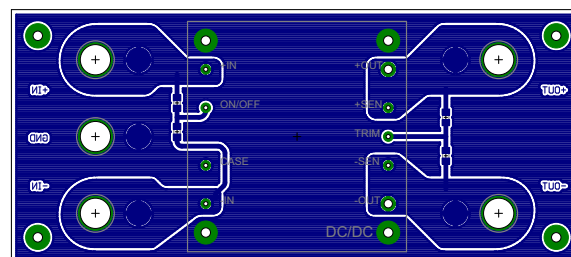 -IN
+OUT
+IN
+OUT
ON/OFF
+SEN
GND
TRIM
CASE
-SEN
-IN
-OUT
IN
-OUT
DC/DC